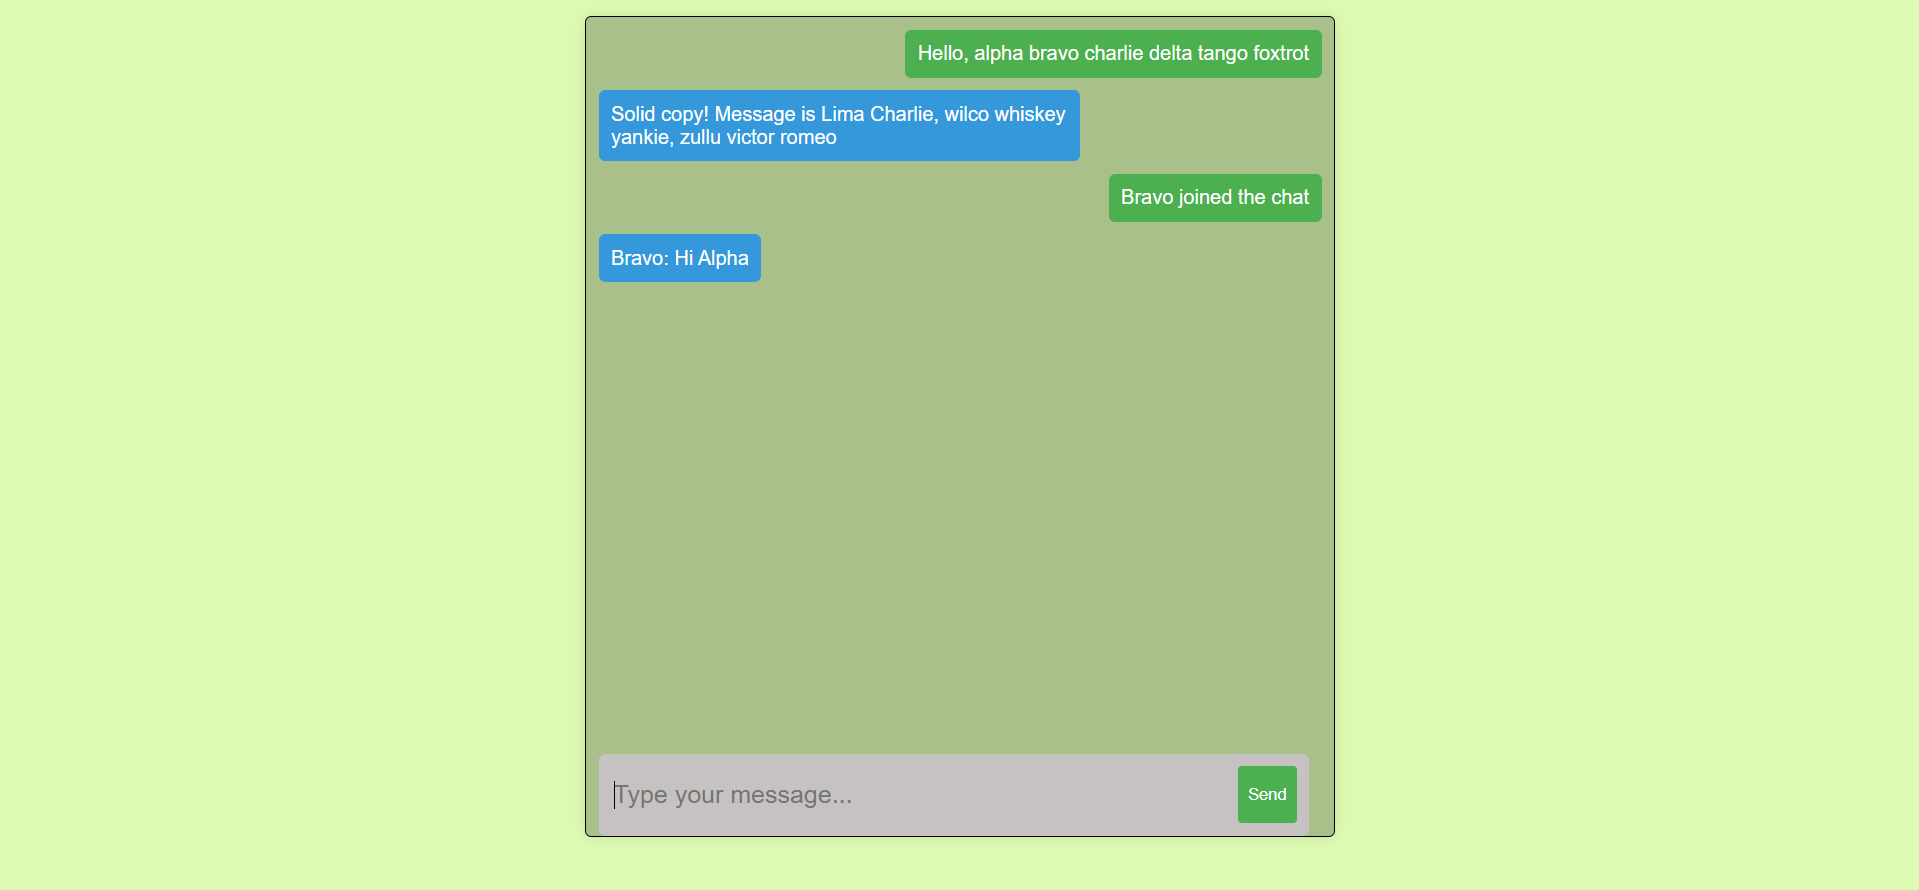 Hello, alpha bravo charlie delta tango foxtrot
Solid copy! Message is Lima Charlie, wilco whiskey
yankie, zullu victor romeo
Bravo joined the chat
Bravo: Hi Alpha
Type your message...
Send